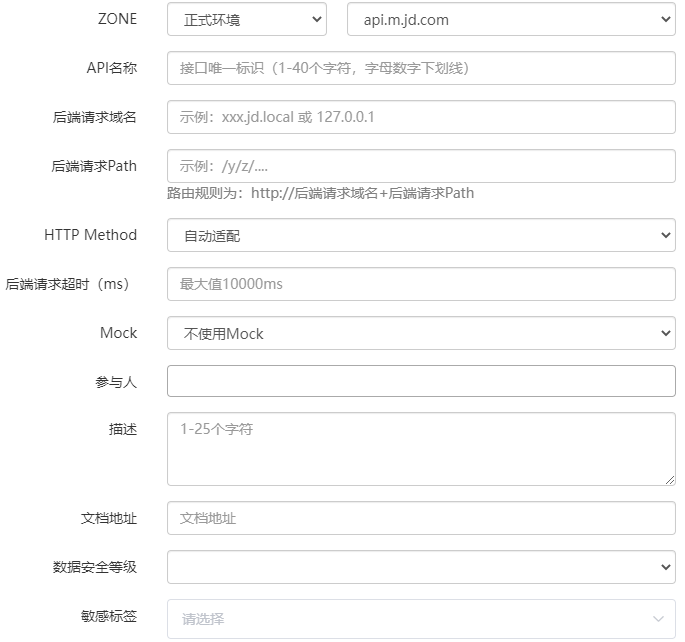 ZONE 正式环境 api.m.jd.com
API名称 接口唯一标识（1-40个字符，字母数字下划线）
后端请求域名 示例：xxx.jd.local 或 127.0.0.1
后端请求Path 示例：/y/z/....
路由规则为：http://后端请求域名+后端请求Path
HTTP Method 自动适配
后端请求超时（ms） 最大值10000ms
Mock 不使用Mock
参与人
描述 1-25个字符
文档地址 文档地址
数据安全等级
敏感标签 请选择